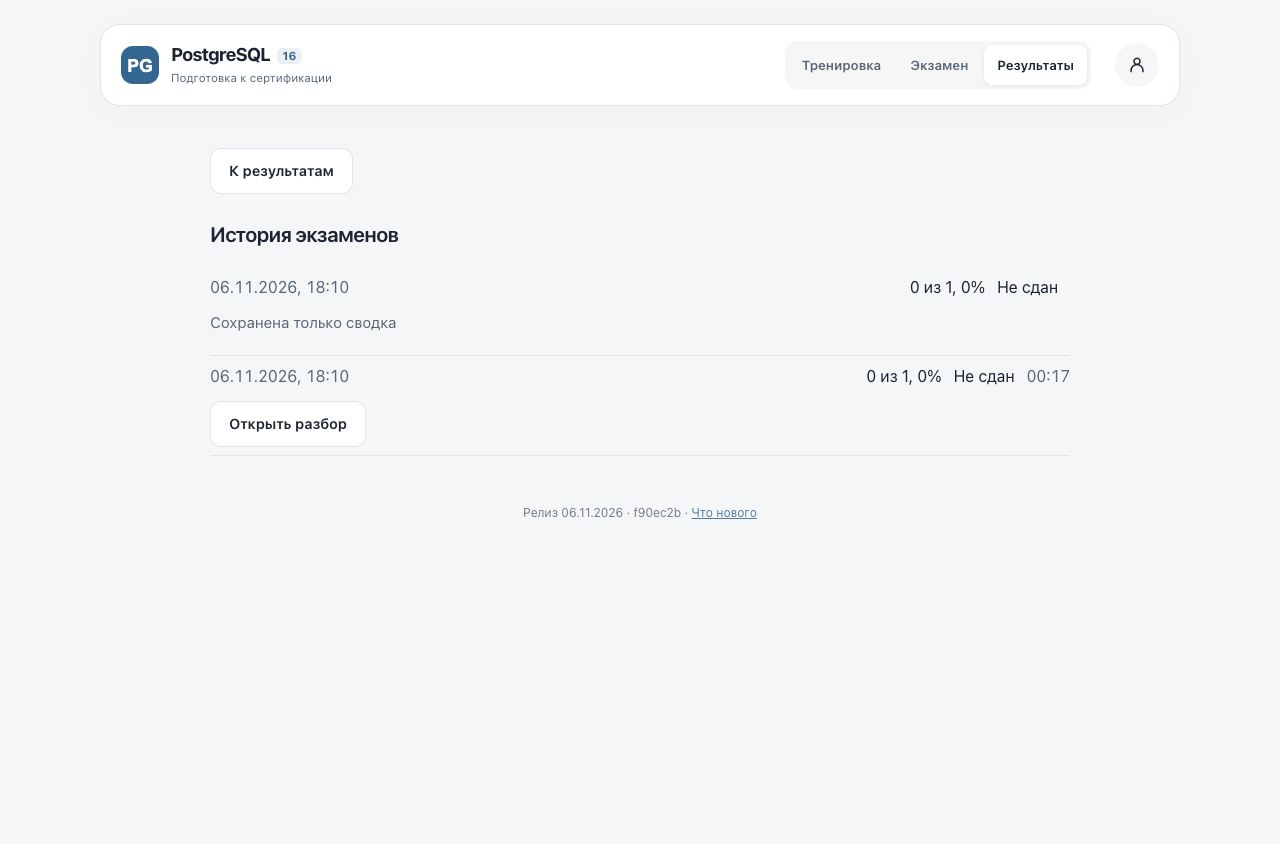 PG
PostgreSQL 16
Подготовка к сертификации
Тренировка Экзамен Результаты
К результатам
История экзаменов
06.11.2026, 18:10 0 из 1, 0% Не сдан
Сохранена только сводка
06.11.2026, 18:10 0 из 1, 0% Не сдан 00:17
Открыть разбор
Релиз 06.11.2026 · f90ec2b · Что нового